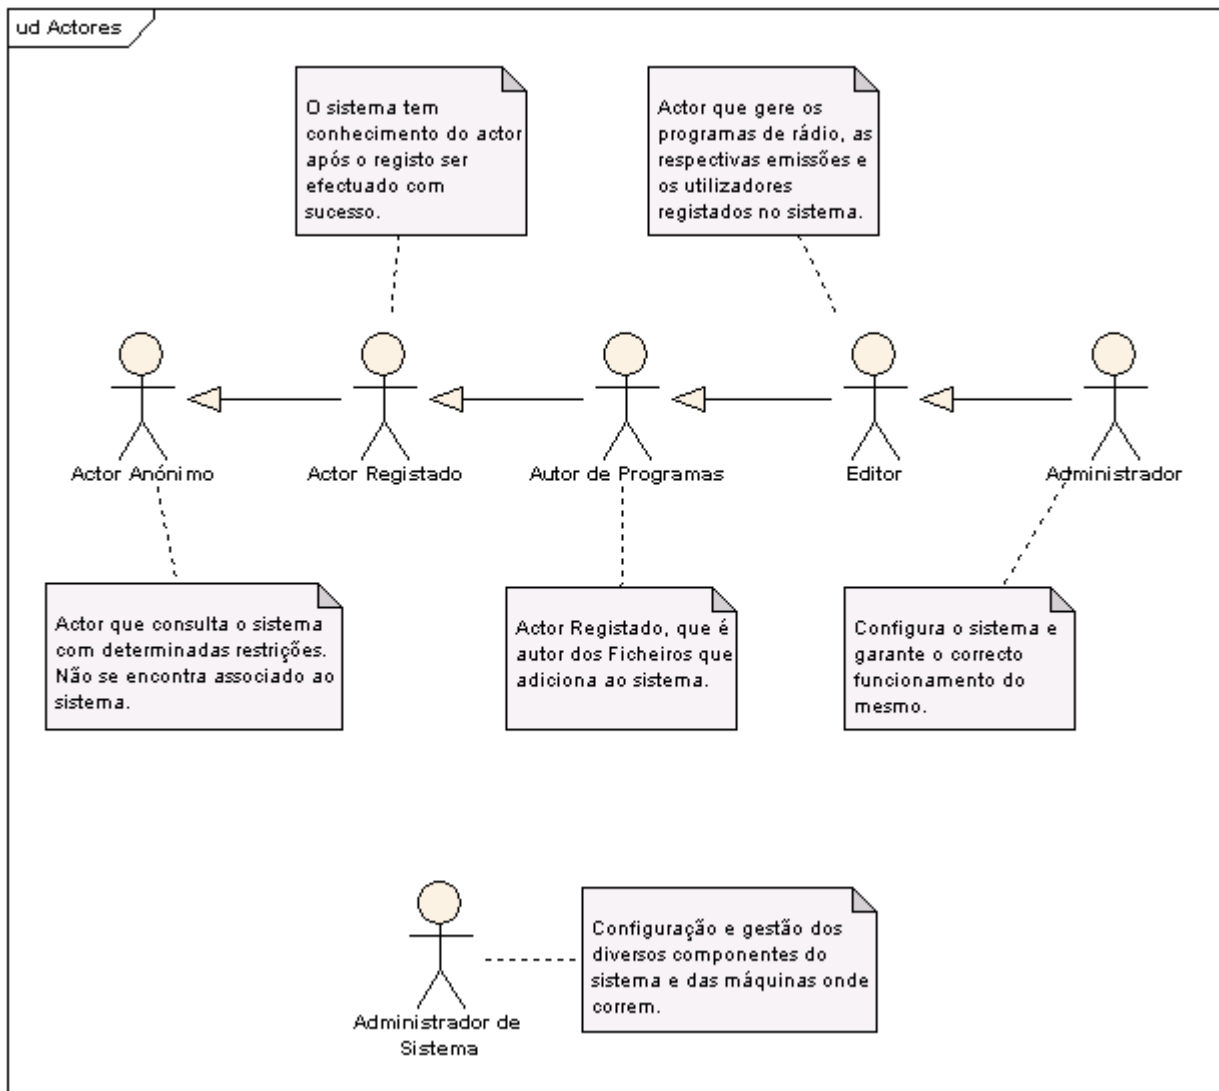 ud Actores
O sistema tem
conhecimento do actor
após o registo ser
efectuado com
sucesso.
Actor que gere os
programas de rádio, as
respectivas emissões e
os utilizadores
registados no sistema.
Actor Anónimo
Actor Registado
Autor de Programas
Editor
Administrador
Actor que consulta o sistema
com determinadas restrições.
Não se encontra associado ao
sistema.
Actor Registado, que é
autor dos Ficheiros que
adiciona ao sistema.
Configura o sistema e
garante o correcto
funcionamento do
mesmo.
Administrador de
Sistema
Configuração e gestão dos
diversos componentes do
sistema e das máquinas onde
correm.